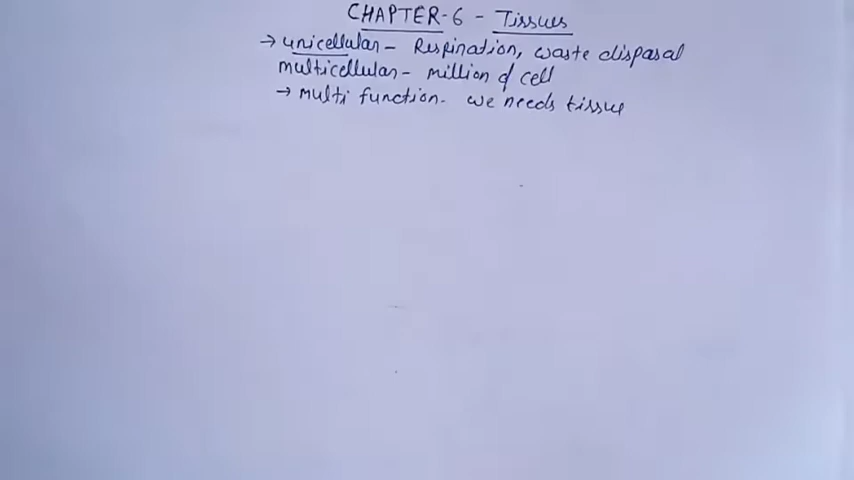 CHAPTER-6 - Tissues
→ unicellular - Respiration, waste disposal
multicellular - million of cell
→ multi function - we needs tissue